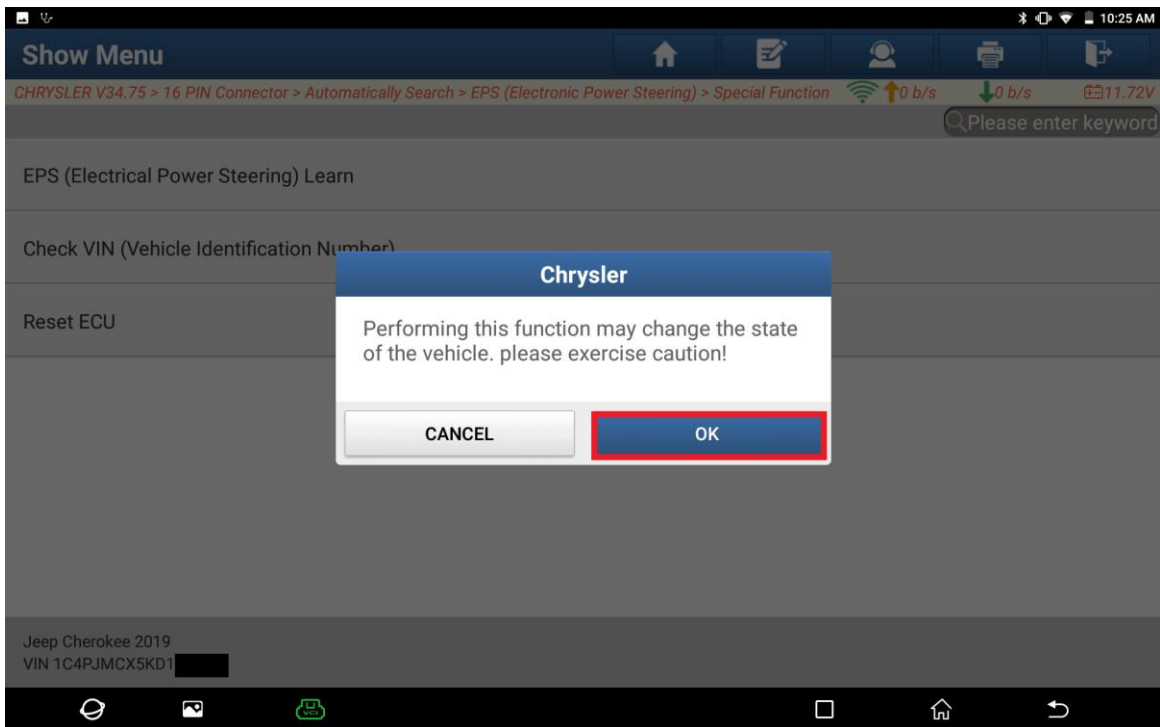 10:25 AM
Show Menu
CHRYSLER V34.75 > 16 PIN Connector > Automatically Search > EPS (Electronic Power Steering) > Special Function
0 b/s
0 b/s
11.72V
Please enter keyword
EPS (Electrical Power Steering) Learn
Check VIN (Vehicle Identification Number)
Reset ECU
Chrysler
Performing this function may change the state
of the vehicle. please exercise caution!
CANCEL
OK
Jeep Cherokee 2019
VIN 1C4PJMCX5KD1
VCI